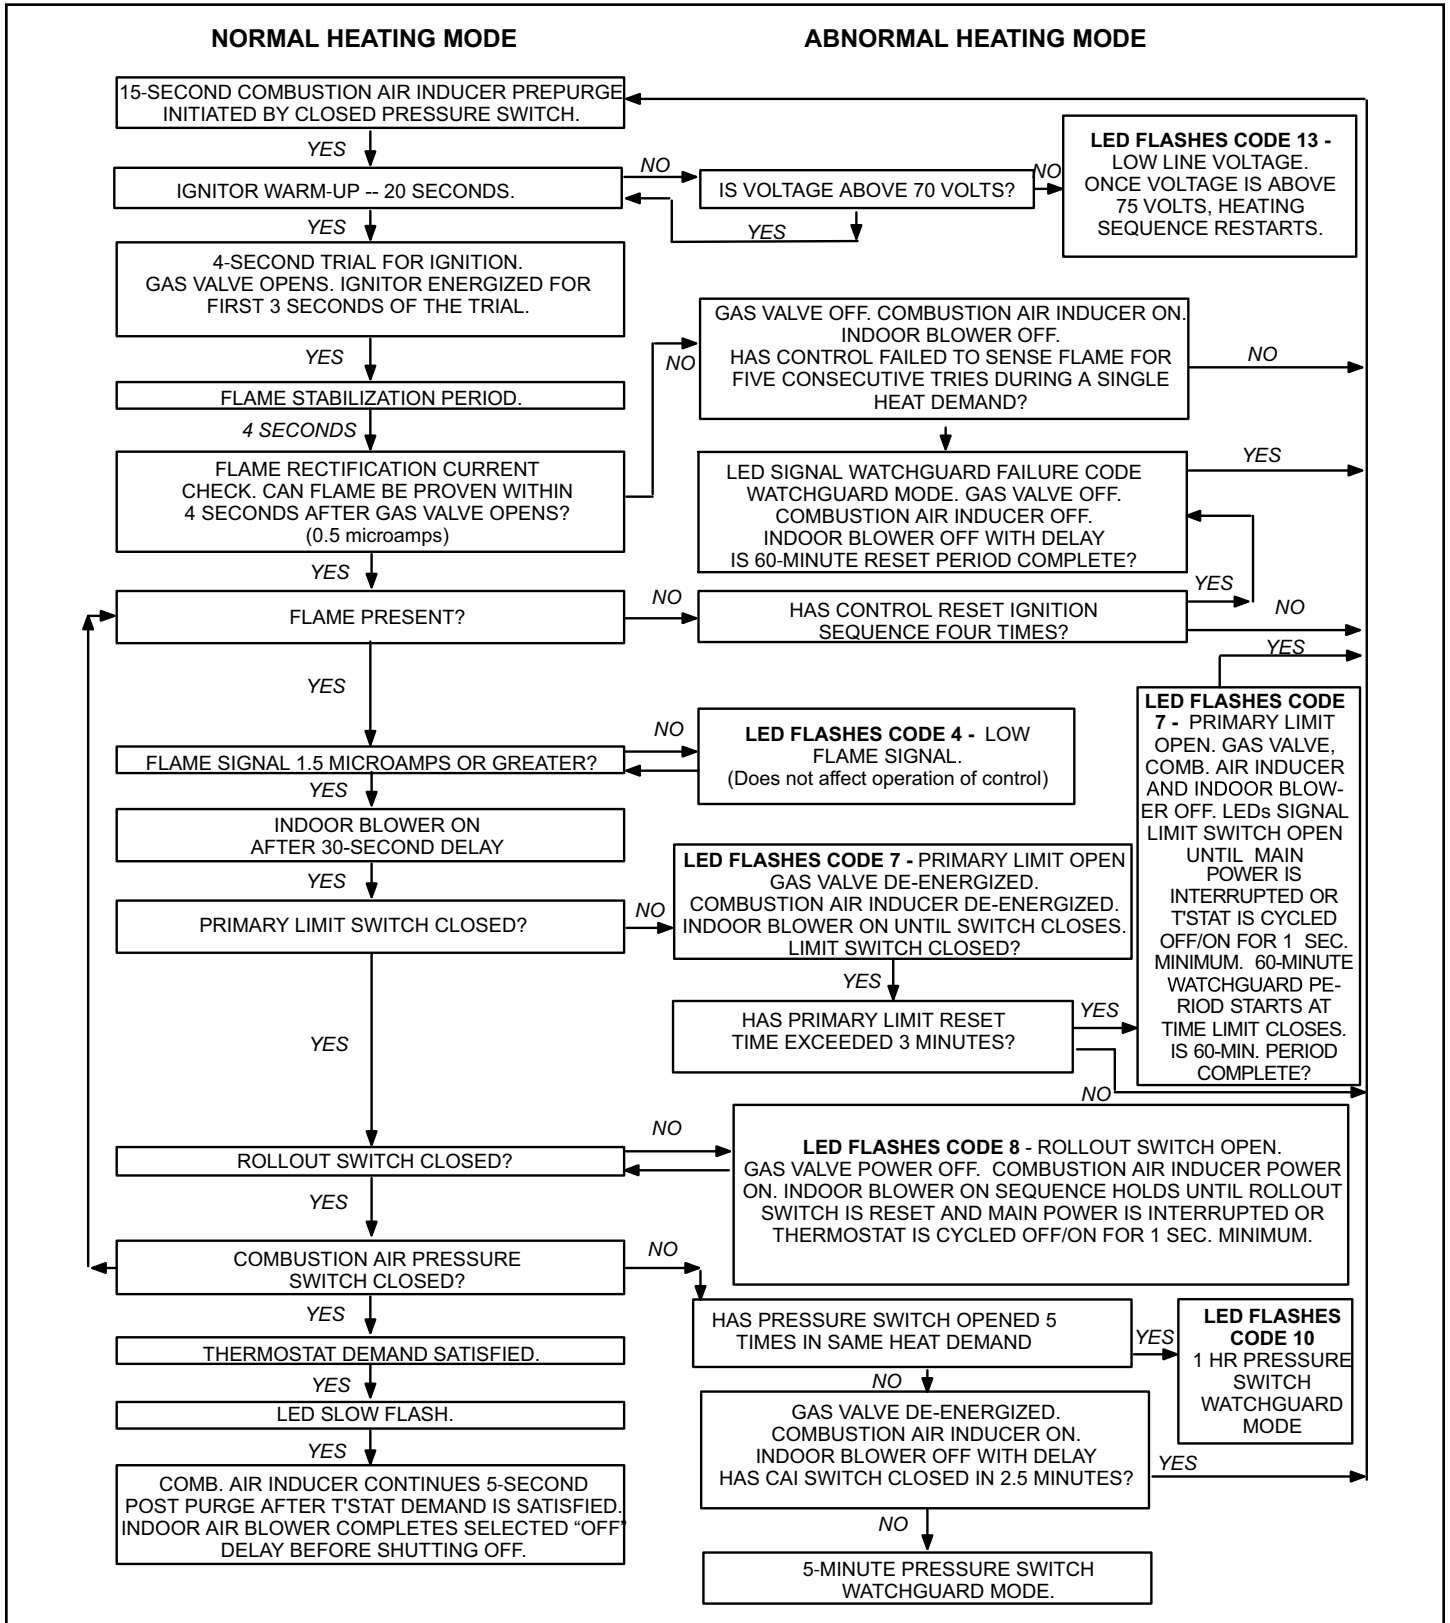 NORMAL HEATING MODE
ABNORMAL HEATING MODE
15-SECOND COMBUSTION AIR INDUCER PREPURGE
INITIATED BY CLOSED PRESSURE SWITCH.
YES
IGNITOR WARM-UP -- 20 SECONDS.
NO
IS VOLTAGE ABOVE 70 VOLTS?
NO
YES
LED FLASHES CODE 13 -
LOW LINE VOLTAGE.
ONCE VOLTAGE IS ABOVE
75 VOLTS, HEATING
SEQUENCE RESTARTS.
YES
4-SECOND TRIAL FOR IGNITION.
GAS VALVE OPENS. IGNITOR ENERGIZED FOR
FIRST 3 SECONDS OF THE TRIAL.
YES
FLAME STABILIZATION PERIOD.
4 SECONDS
FLAME RECTIFICATION CURRENT
CHECK. CAN FLAME BE PROVEN WITHIN
4 SECONDS AFTER GAS VALVE OPENS?
(0.5 microamps)
NO
GAS VALVE OFF. COMBUSTION AIR INDUCER ON.
INDOOR BLOWER OFF.
HAS CONTROL FAILED TO SENSE FLAME FOR
FIVE CONSECUTIVE TRIES DURING A SINGLE
HEAT DEMAND?
NO
LED SIGNAL WATCHGUARD FAILURE CODE
WATCHGUARD MODE. GAS VALVE OFF.
COMBUSTION AIR INDUCER OFF.
INDOOR BLOWER OFF WITH DELAY
IS 60-MINUTE RESET PERIOD COMPLETE?
YES
YES
FLAME PRESENT?
NO
HAS CONTROL RESET IGNITION
SEQUENCE FOUR TIMES?
YES
NO
YES
FLAME SIGNAL 1.5 MICROAMPS OR GREATER?
NO
LED FLASHES CODE 4 - LOW
FLAME SIGNAL.
(Does not affect operation of control)
YES
INDOOR BLOWER ON
AFTER 30-SECOND DELAY
YES
PRIMARY LIMIT SWITCH CLOSED?
NO
LED FLASHES CODE 7 - PRIMARY LIMIT OPEN
GAS VALVE DE-ENERGIZED.
COMBUSTION AIR INDUCER DE-ENERGIZED.
INDOOR BLOWER ON UNTIL SWITCH CLOSES.
LIMIT SWITCH CLOSED?
YES
HAS PRIMARY LIMIT RESET
TIME EXCEEDED 3 MINUTES?
YES
NO
YES
LED FLASHES CODE
7 - PRIMARY LIMIT
OPEN. GAS VALVE,
COMB. AIR INDUCER
AND INDOOR BLOW-
ER OFF. LEDs SIGNAL
LIMIT SWITCH OPEN
UNTIL MAIN
POWER IS
INTERRUPTED OR
T'STAT IS CYCLED
OFF/ON FOR 1 SEC.
MINIMUM. 60-MINUTE
WATCHGUARD PE-
RIOD STARTS AT
TIME LIMIT CLOSES.
IS 60-MIN. PERIOD
COMPLETE?
YES
ROLLOUT SWITCH CLOSED?
NO
LED FLASHES CODE 8 - ROLLOUT SWITCH OPEN.
GAS VALVE POWER OFF. COMBUSTION AIR INDUCER POWER
ON. INDOOR BLOWER ON SEQUENCE HOLDS UNTIL ROLLOUT
SWITCH IS RESET AND MAIN POWER IS INTERRUPTED OR
THERMOSTAT IS CYCLED OFF/ON FOR 1 SEC. MINIMUM.
YES
COMBUSTION AIR PRESSURE
SWITCH CLOSED?
NO
HAS PRESSURE SWITCH OPENED 5
TIMES IN SAME HEAT DEMAND
YES
LED FLASHES
CODE 10
1 HR PRESSURE
SWITCH
WATCHGUARD
MODE
NO
GAS VALVE DE-ENERGIZED.
COMBUSTION AIR INDUCER ON.
INDOOR BLOWER OFF WITH DELAY
HAS CAI SWITCH CLOSED IN 2.5 MINUTES?
YES
NO
5-MINUTE PRESSURE SWITCH
WATCHGUARD MODE.
YES
THERMOSTAT DEMAND SATISFIED.
YES
LED SLOW FLASH.
YES
COMB. AIR INDUCER CONTINUES 5-SECOND
POST PURGE AFTER T'STAT DEMAND IS SATISFIED.
INDOOR AIR BLOWER COMPLETES SELECTED “OFF”
DELAY BEFORE SHUTTING OFF.